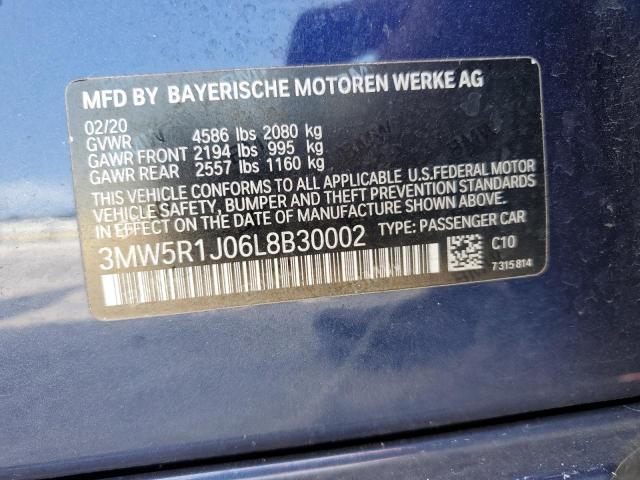 MFD BY BAYERISCHE MOTOREN WERKE AG
02/20
GVWR 4586 lbs 2080 kg
GAWR FRONT 2194 lbs 995 kg
GAWR REAR 2557 lbs 1160 kg
THIS VEHICLE CONFORMS TO ALL APPLICABLE U.S.FEDERAL MOTOR
VEHICLE SAFETY, BUMPER AND THEFT PREVENTION STANDARDS
IN EFFECT ON THE DATE OF MANUFACTURE SHOWN ABOVE.
3MW5R1J06L8B30002 TYPE: PASSENGER CAR
C10
7315814